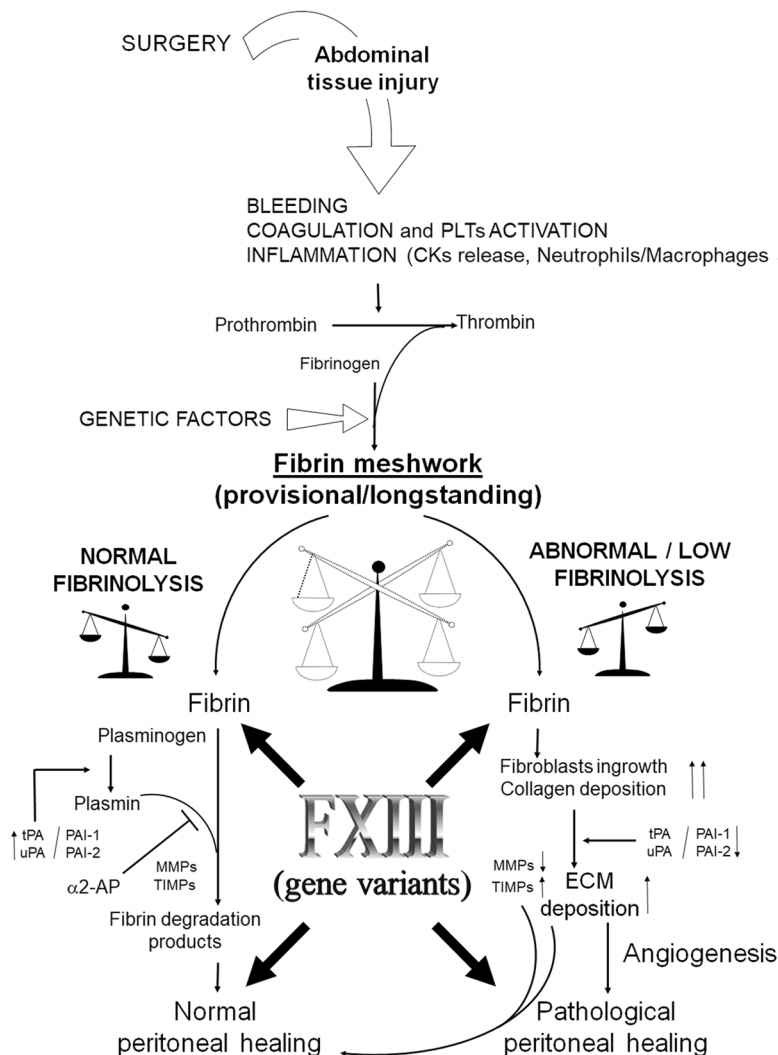 SURGERY
Abdominal
tissue injury
BLEEDING
COAGULATION and PLTs ACTIVATION
INFLAMMATION (CKs release, Neutrophils/Macrophages
Prothrombin
Thrombin
Fibrinogen
GENETIC FACTORS
Fibrin meshwork
(provisional/longstanding)
NORMAL
FIBRINOLYSIS
ABNORMAL / LOW
FIBRINOLYSIS
Fibrin
Plasminogen
Plasmin
↑ tPA / PAI-1
uPA / PAI-2
α2-AP
MMPs
TIMPs
Fibrin degradation
products
Normal
peritoneal healing
FXIII
(gene variants)
Fibrin
Fibroblasts ingrowth
Collagen deposition ↑↑
tPA / PAI-1
uPA / PAI-2 ↓
MMPs ↓
TIMPs ↑
ECM
deposition ↑
Angiogenesis
Pathological
peritoneal healing